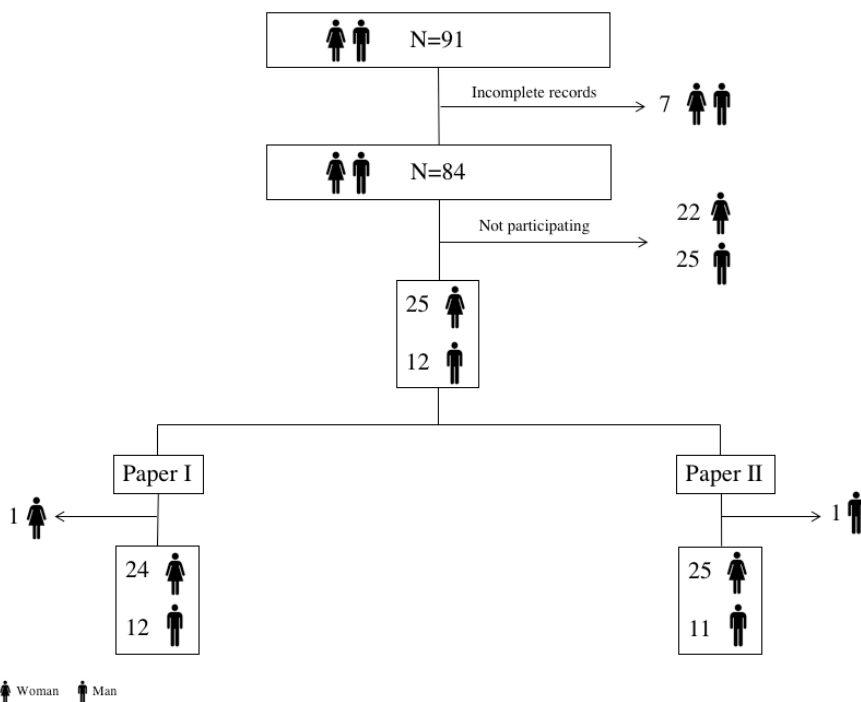 N=91
Incomplete records
7
N=84
22
Not participating
25
25
12
Paper I
Paper II
1
1
24
25
12
11
Woman Man